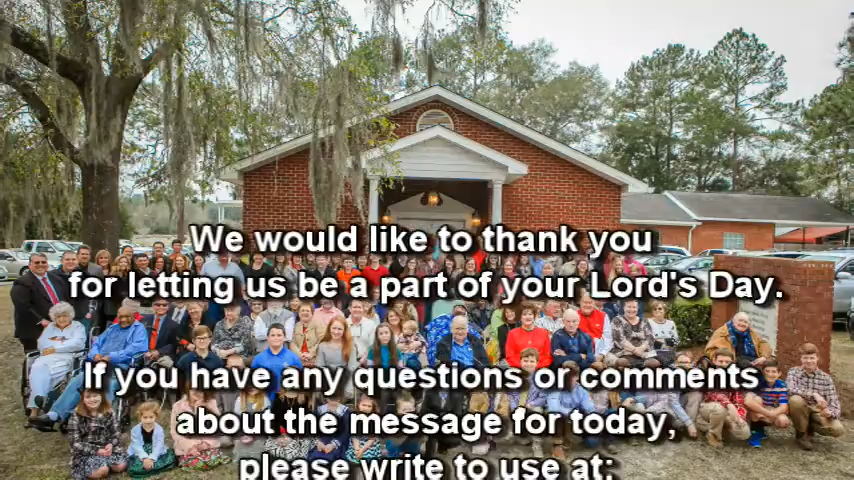 We would like to thank you
for letting us be a part of your Lord's Day.
If you have any questions or comments
about the message for today,
please write to use at: